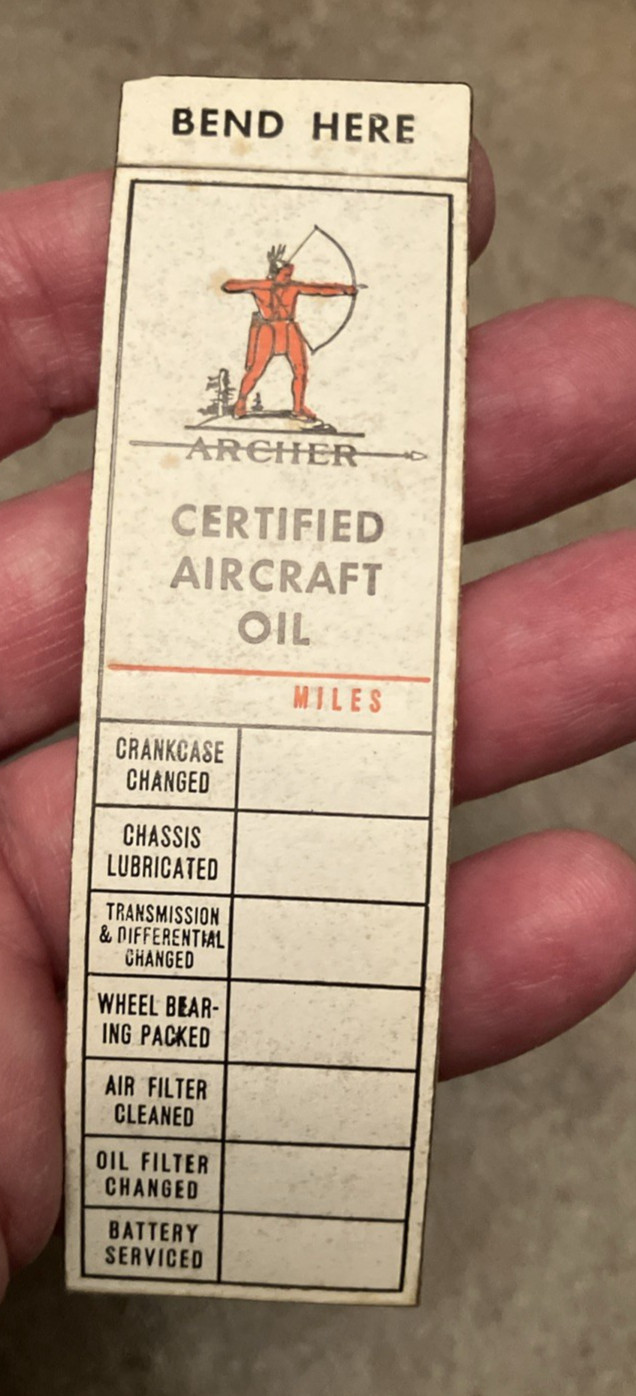 BEND HERE
ARCHER
CERTIFIED
AIRCRAFT
OIL
MILES
CRANKCASE
CHANGED
CHASSIS
LUBRICATED
TRANSMISSION
& DIFFERENTIAL
CHANGED
WHEEL BEAR-
ING PACKED
AIR FILTER
CLEANED
OIL FILTER
CHANGED
BATTERY
SERVICED